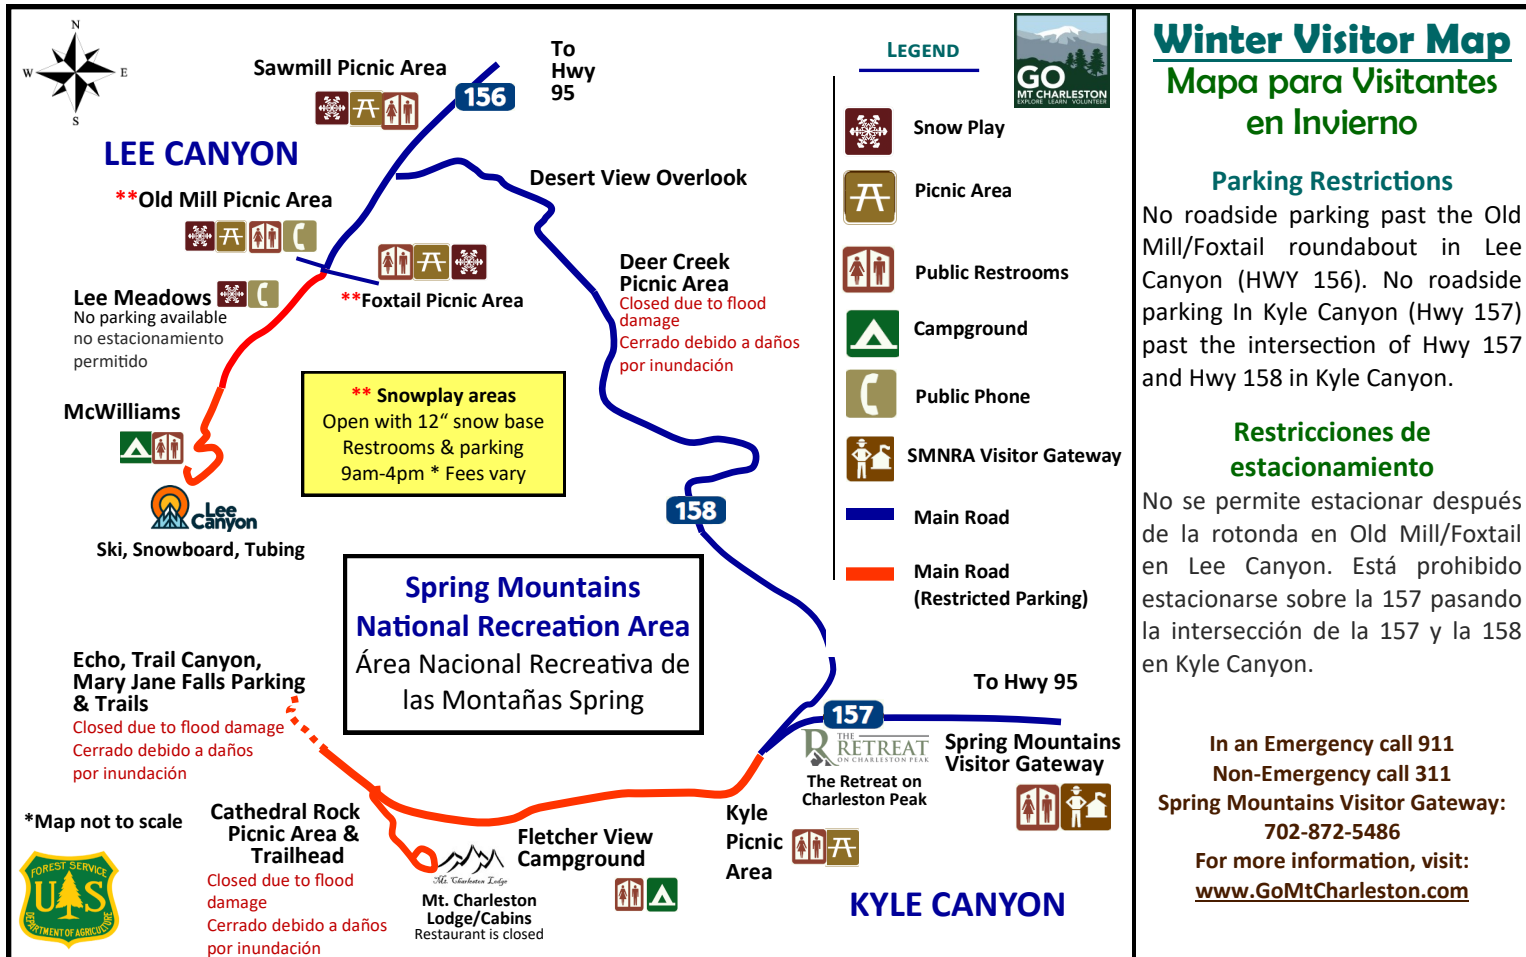 N
W
E
S
Sawmill Picnic Area
To
Hwy
95
156
LEE CANYON
**Old Mill Picnic Area
Desert View Overlook
Lee Meadows
No parking available
no estacionamiento
permitido
**Foxtail Picnic Area
Deer Creek
Picnic Area
Closed due to flood
damage
Cerrado debido a daños
por inundación
McWilliams
** Snowplay areas
Open with 12“ snow base
Restrooms & parking
9am-4pm * Fees vary
Lee
Canyon
Ski, Snowboard, Tubing
158
Spring Mountains
National Recreation Area
Área Nacional Recreativa de
las Montañas Spring
Echo, Trail Canyon,
Mary Jane Falls Parking
& Trails
Closed due to flood damage
Cerrado debido a daños
por inundación
To Hwy 95
157
THE
RETREAT
ON CHARLESTON PEAK
The Retreat on
Charleston Peak
Spring Mountains
Visitor Gateway
*Map not to scale
FOREST SERVICE
US
DEPARTMENT OF AGRICULTURE
Cathedral Rock
Picnic Area &
Trailhead
Closed due to flood
damage
Cerrado debido a daños
por inundación
Mt. Charleston Lodge
Mt. Charleston
Lodge/Cabins
Restaurant is closed
Fletcher View
Campground
Kyle
Picnic
Area
KYLE CANYON
LEGEND
GO
MT CHARLESTON
EXPLORE LEARN VOLUNTEER
Snow Play
Picnic Area
Public Restrooms
Campground
Public Phone
SMNRA Visitor Gateway
Main Road
Main Road
(Restricted Parking)
Winter Visitor Map
Mapa para Visitantes
en Invierno
Parking Restrictions
No roadside parking past the Old
Mill/Foxtail roundabout in Lee
Canyon (HWY 156). No roadside
parking In Kyle Canyon (Hwy 157)
past the intersection of Hwy 157
and Hwy 158 in Kyle Canyon.
Restricciones de
estacionamiento
No se permite estacionar después
de la rotonda en Old Mill/Foxtail
en Lee Canyon. Está prohibido
estacionarse sobre la 157 pasando
la intersección de la 157 y la 158
en Kyle Canyon.
In an Emergency call 911
Non-Emergency call 311
Spring Mountains Visitor Gateway:
702-872-5486
For more information, visit:
www.GoMtCharleston.com